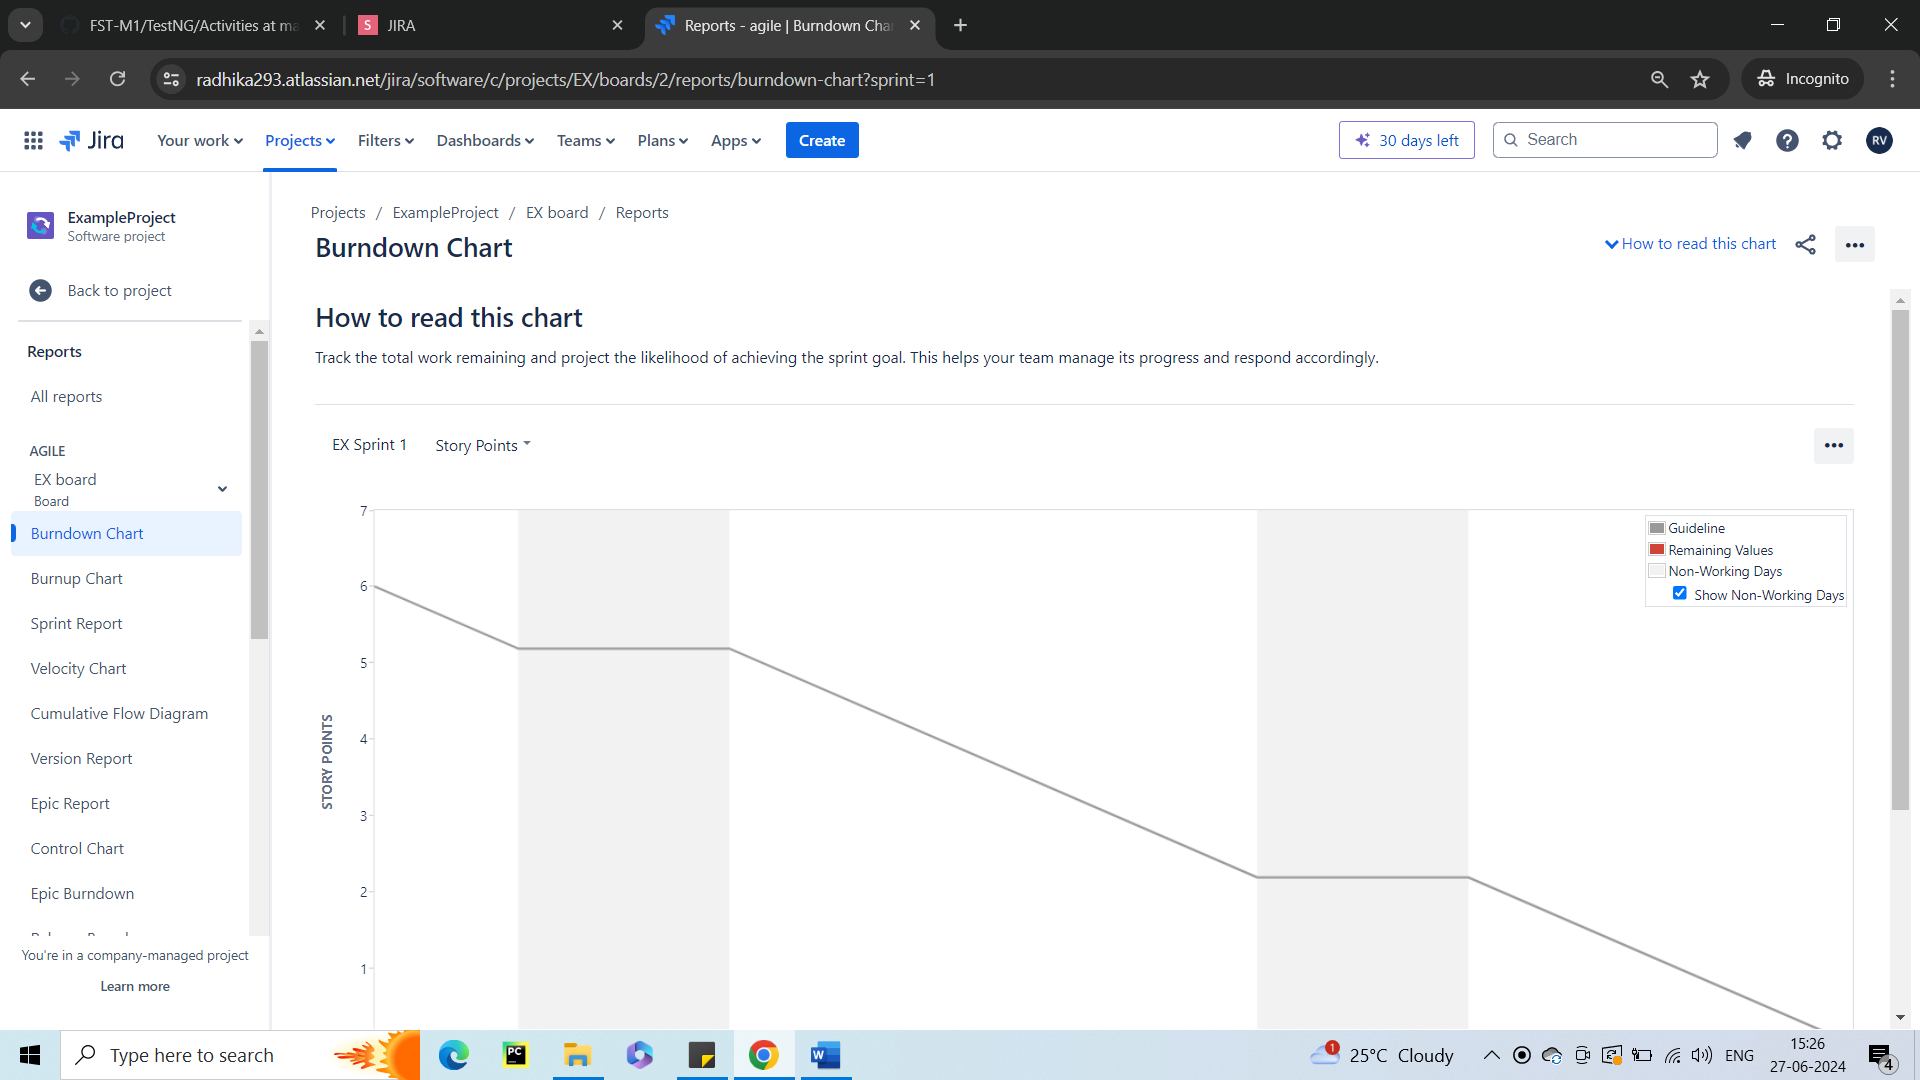 FST-M1/TestNG/Activities at ma
S JIRA
Reports - agile | Burndown Cha
radhika293.atlassian.net/jira/software/c/projects/EX/boards/2/reports/burndown-chart?sprint=1
Incognito
Jira
Your work
Projects
Filters
Dashboards
Teams
Plans
Apps
Create
30 days left
Search
RV
ExampleProject
Software project
Back to project
Reports
All reports
AGILE
EX board
Board
Burndown Chart
Burnup Chart
Sprint Report
Velocity Chart
Cumulative Flow Diagram
Version Report
Epic Report
Control Chart
Epic Burndown
You're in a company-managed project
Learn more
Projects / ExampleProject / EX board / Reports
Burndown Chart
How to read this chart
How to read this chart
Track the total work remaining and project the likelihood of achieving the sprint goal. This helps your team manage its progress and respond accordingly.
EX Sprint 1
Story Points
7
6
5
4
3
2
1
STORY POINTS
Guideline
Remaining Values
Non-Working Days
Show Non-Working Days
Type here to search
PC
W
1
25°C Cloudy
ENG
15:26
27-06-2024
4